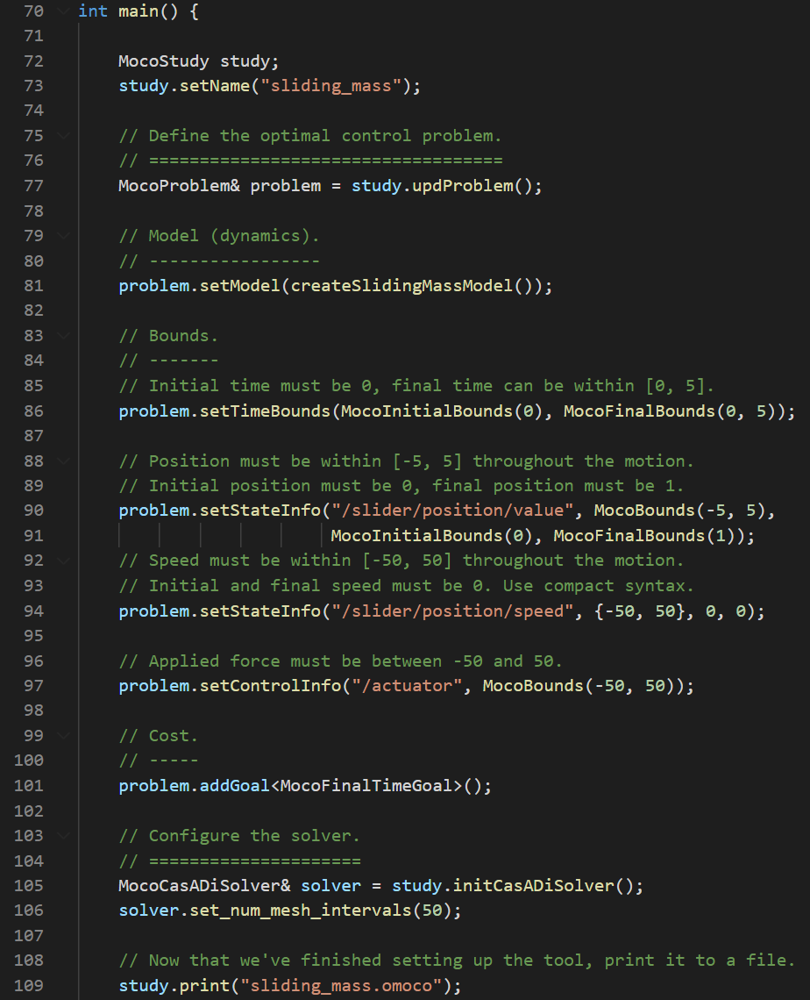 70 int main() {
71
72 MocoStudy study;
73 study.setName("sliding_mass");
74
75 // Define the optimal control problem.
76 // ===================================
77 MocoProblem& problem = study.updProblem();
78
79 // Model (dynamics).
80 // -----------------
81 problem.setModel(createSlidingMassModel());
82
83 // Bounds.
84 // -------
85 // Initial time must be 0, final time can be within [0, 5].
86 problem.setTimeBounds(MocoInitialBounds(0), MocoFinalBounds(0, 5));
87
88 // Position must be within [-5, 5] throughout the motion.
89 // Initial position must be 0, final position must be 1.
90 problem.setStateInfo("/slider/position/value", MocoBounds(-5, 5),
91 MocoInitialBounds(0), MocoFinalBounds(1));
92 // Speed must be within [-50, 50] throughout the motion.
93 // Initial and final speed must be 0. Use compact syntax.
94 problem.setStateInfo("/slider/position/speed", {-50, 50}, 0, 0);
95
96 // Applied force must be between -50 and 50.
97 problem.setControlInfo("/actuator", MocoBounds(-50, 50));
98
99 // Cost.
100 // -----
101 problem.addGoal<MocoFinalTimeGoal>();
102
103 // Configure the solver.
104 // =====================
105 MocoCasADiSolver& solver = study.initCasADiSolver();
106 solver.set_num_mesh_intervals(50);
107
108 // Now that we've finished setting up the tool, print it to a file.
109 study.print("sliding_mass.omoco");